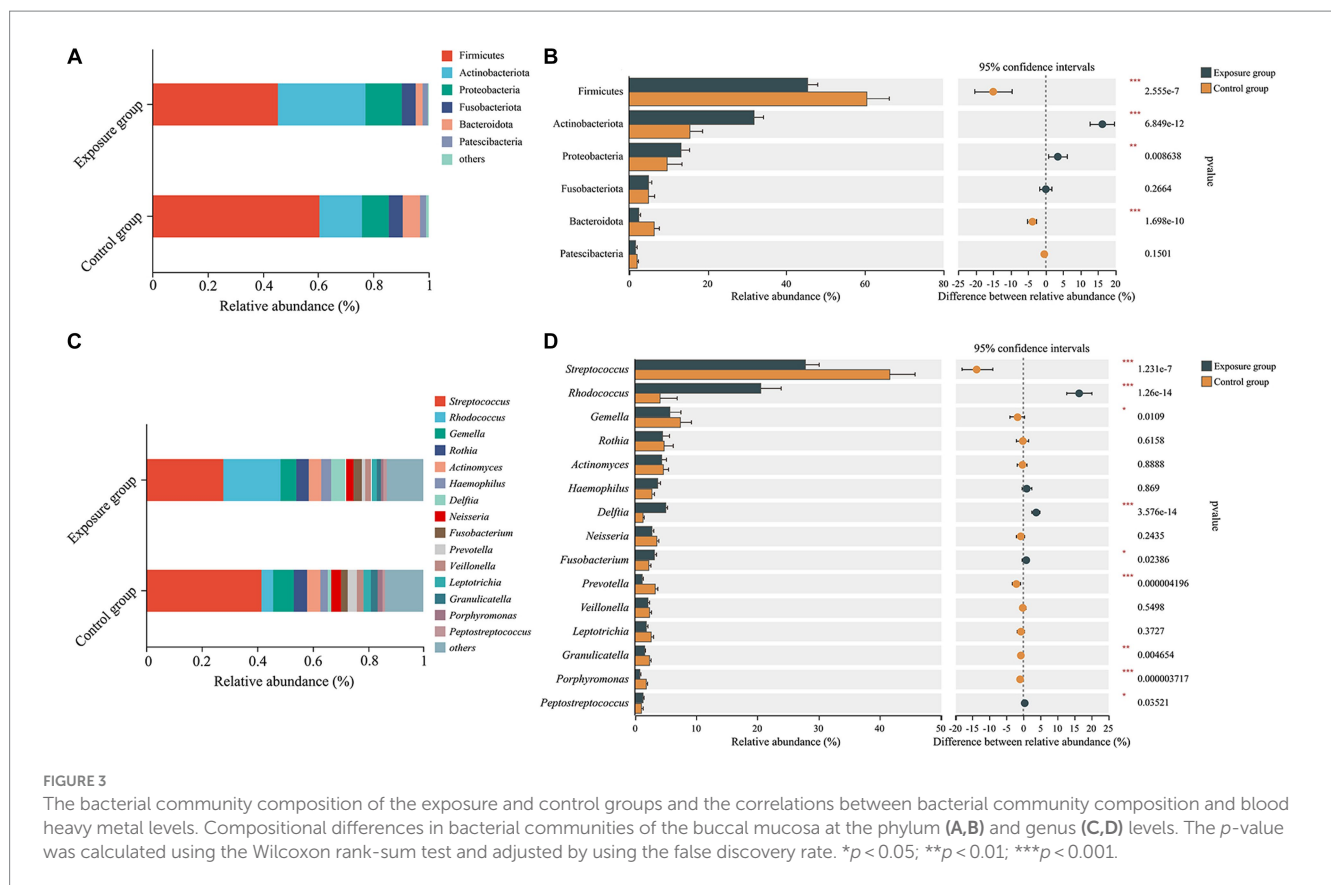 A
Exposure group
Control group
0 0.2 0.4 0.6 0.8 1
Relative abundance (%)
Firmicutes
Actinobacteriota
Proteobacteria
Fusobacteriota
Bacteroidota
Patescibacteria
others
B
95% confidence intervals
Exposure group
Control group
Firmicutes *** 2.555e-7
Actinobacteriota *** 6.849e-12
Proteobacteria ** 0.008638
Fusobacteriota 0.2664
Bacteroidota *** 1.698e-10
Patescibacteria 0.1501
pvalue
0 20 40 60 80
Relative abundance (%)
-25 -20 -15 -10 -5 0 5 10 15 20
Difference between relative abundance (%)
C
Exposure group
Control group
0 0.2 0.4 0.6 0.8 1
Relative abundance (%)
Streptococcus
Rhodococcus
Gemella
Rothia
Actinomyces
Haemophilus
Delftia
Neisseria
Fusobacterium
Prevotella
Veillonella
Leptotrichia
Granulicatella
Porphyromonas
Peptostreptococcus
others
D
95% confidence intervals
Exposure group
Control group
Streptococcus *** 1.231e-7
Rhodococcus *** 1.26e-14
Gemella * 0.0109
Rothia 0.6158
Actinomyces 0.8888
Haemophilus 0.869
Delftia *** 3.576e-14
Neisseria 0.2435
Fusobacterium * 0.02386
Prevotella *** 0.000004196
Veillonella 0.5498
Leptotrichia 0.3727
Granulicatella ** 0.004654
Porphyromonas *** 0.000003717
Peptostreptococcus * 0.03521
pvalue
0 10 20 30 40 50
Relative abundance (%)
-20 -15 -10 -5 0 5 10 15 20 25
Difference between relative abundance (%)
FIGURE 3
The bacterial community composition of the exposure and control groups and the correlations between bacterial community composition and blood
heavy metal levels. Compositional differences in bacterial communities of the buccal mucosa at the phylum (A,B) and genus (C,D) levels. The p-value
was calculated using the Wilcoxon rank-sum test and adjusted by using the false discovery rate. *p < 0.05; **p < 0.01; ***p < 0.001.